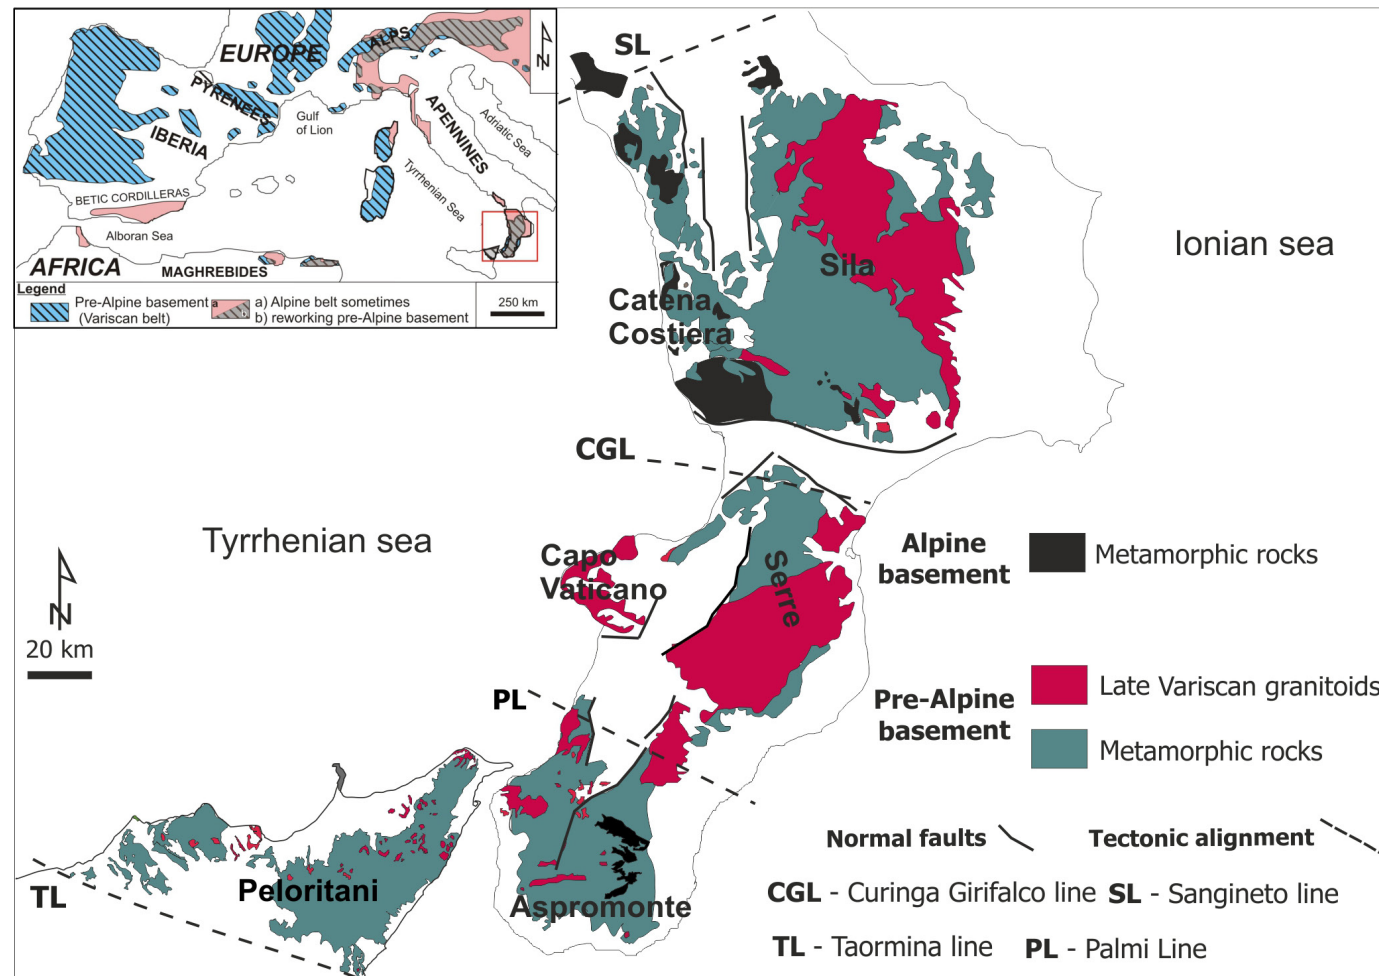 EUROPE
ALPS
N
PYRENEES
Gulf
of Lion
IBERIA
APENNINES
Adriatic Sea
Tyrrhenian Sea
BETIC CORDILLERAS
Alboran Sea
AFRICA
MAGHREBIDES
Legend
Pre-Alpine basement
(Variscan belt)
a
b
a) Alpine belt sometimes
b) reworking pre-Alpine basement
250 km
SL
Sila
Ionian sea
Catena
Costiera
CGL
Tyrrhenian sea
Capo
Vaticano
Serre
N
20 km
PL
TL
Peloritani
Aspromonte
Alpine
basement
Metamorphic rocks
Pre-Alpine
basement
Late Variscan granitoids
Metamorphic rocks
Normal faults
Tectonic alignment
CGL - Curinga Girifalco line
SL - Sangineto line
TL - Taormina line
PL - Palmi Line